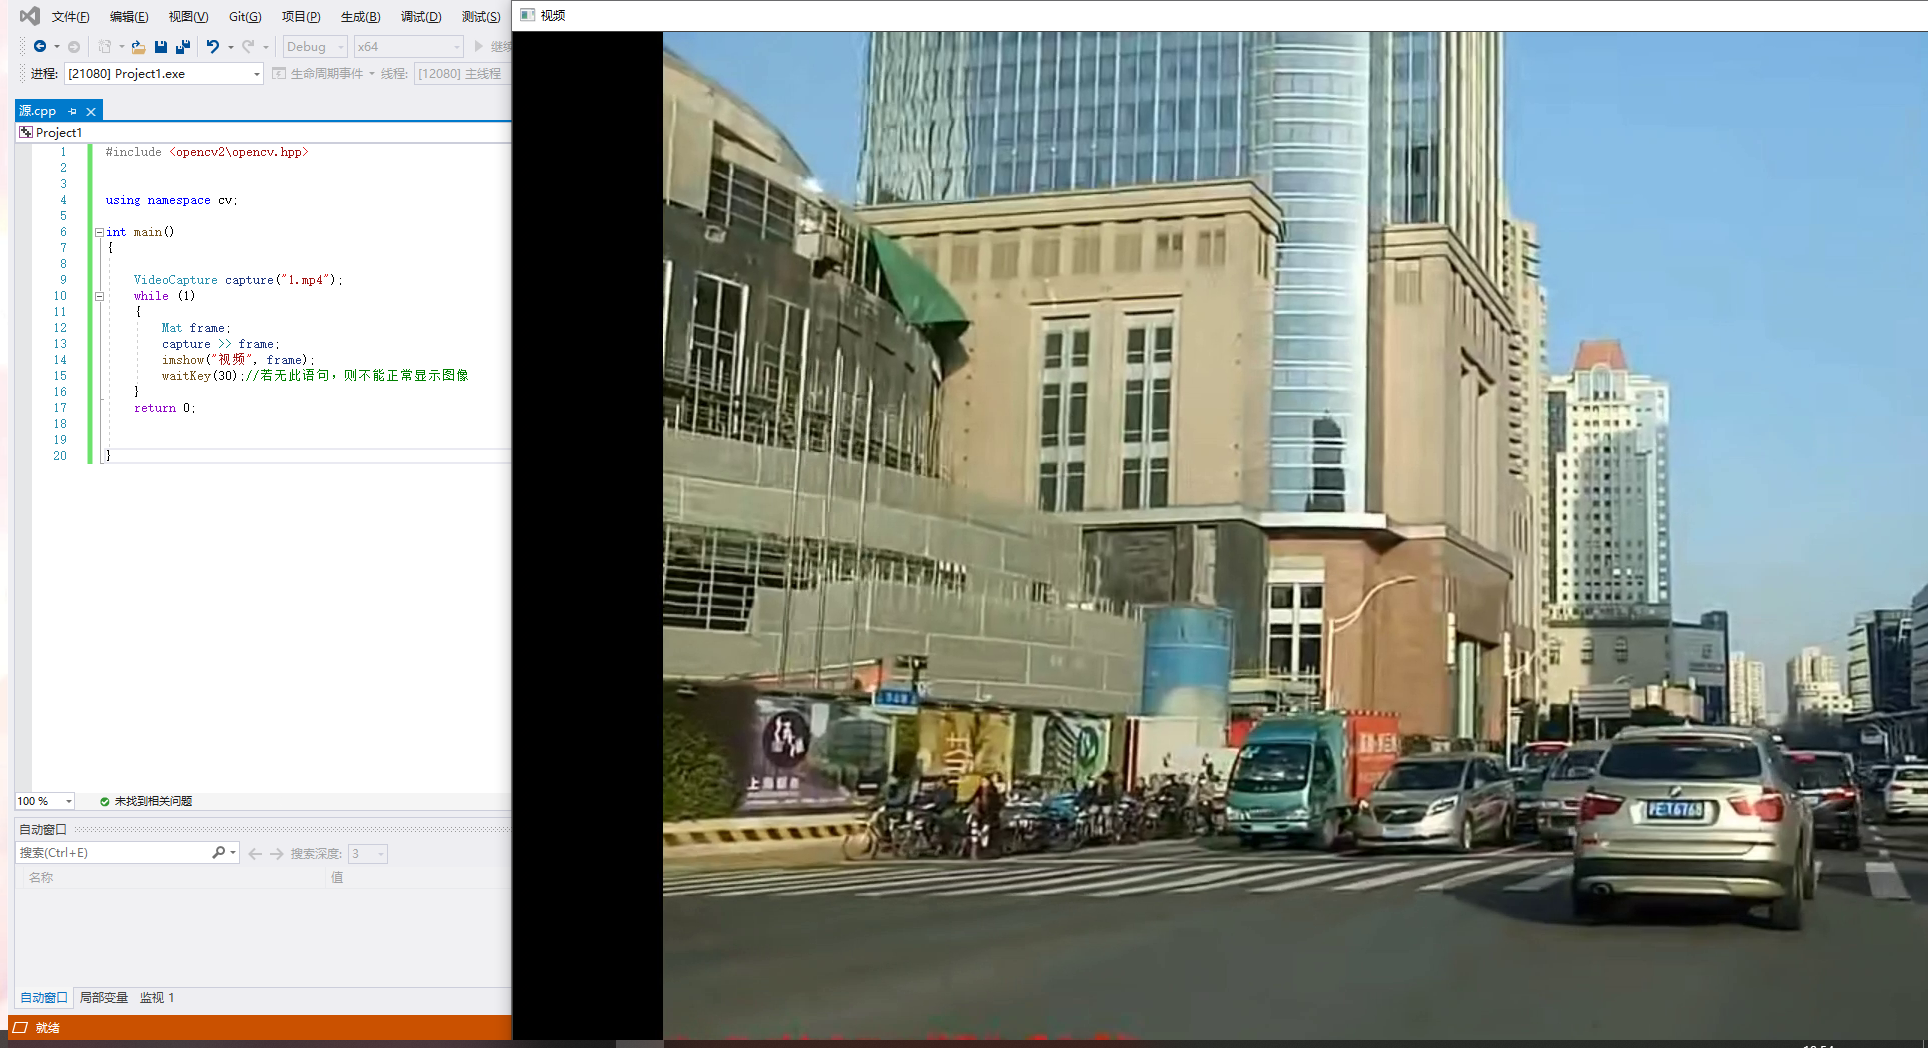 文件(F) 编辑(E) 视图(V) Git(G) 项目(P) 生成(B) 调试(D) 测试(S)
视频
Debug x64 继续
进程: [21080] Project1.exe 生命周期事件 线程: [12080] 主线程
源.cpp
Project1
1 #include <opencv2\opencv.hpp>
2
3
4 using namespace cv;
5
6 int main()
7 {
8
9 VideoCapture capture("1.mp4");
10 while (1)
11 {
12 Mat frame;
13 capture >> frame;
14 imshow("视频", frame);
15 waitKey(30);//若无此语句，则不能正常显示图像
16 }
17 return 0;
18
19
20 }
100 % 未找到相关问题
自动窗口
搜索(Ctrl+E) 搜索深度: 3
名称 值
自动窗口 局部变量 监视 1
就绪